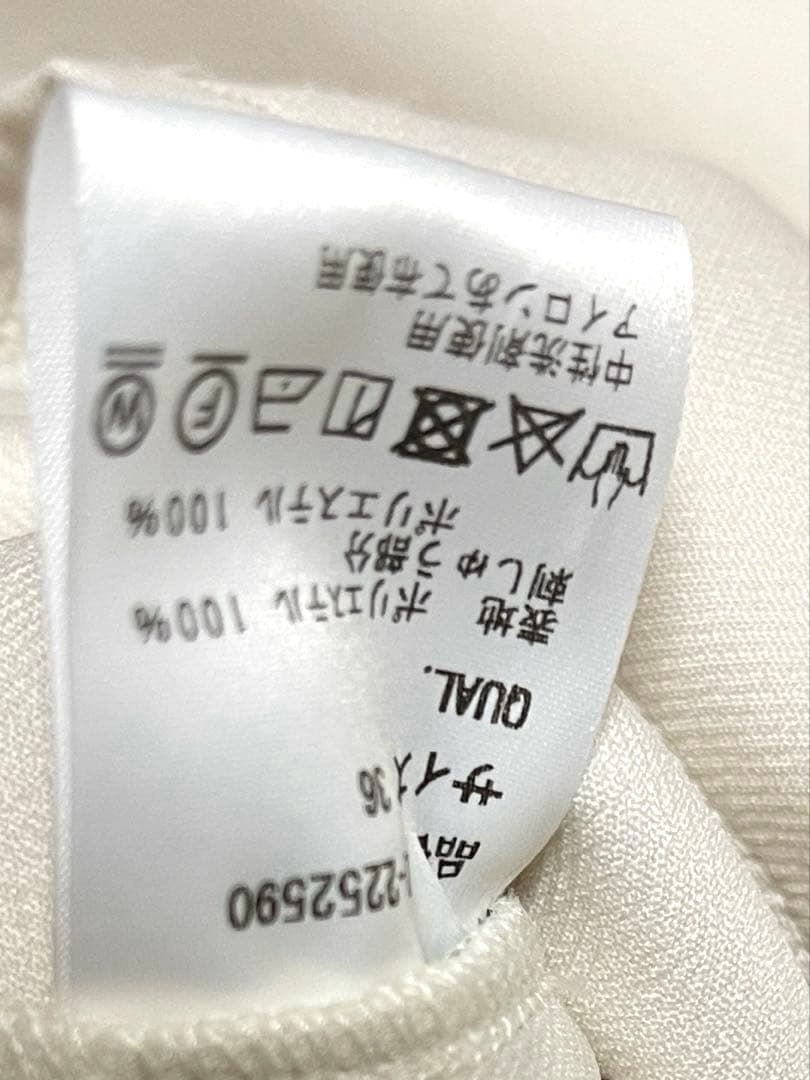 -2252590
サイズ 36
QUAL.
表地 ポリエステル 100%
刺しゅう部分
ポリエステル 100%
中性洗剤使用
アイロンあて布使用